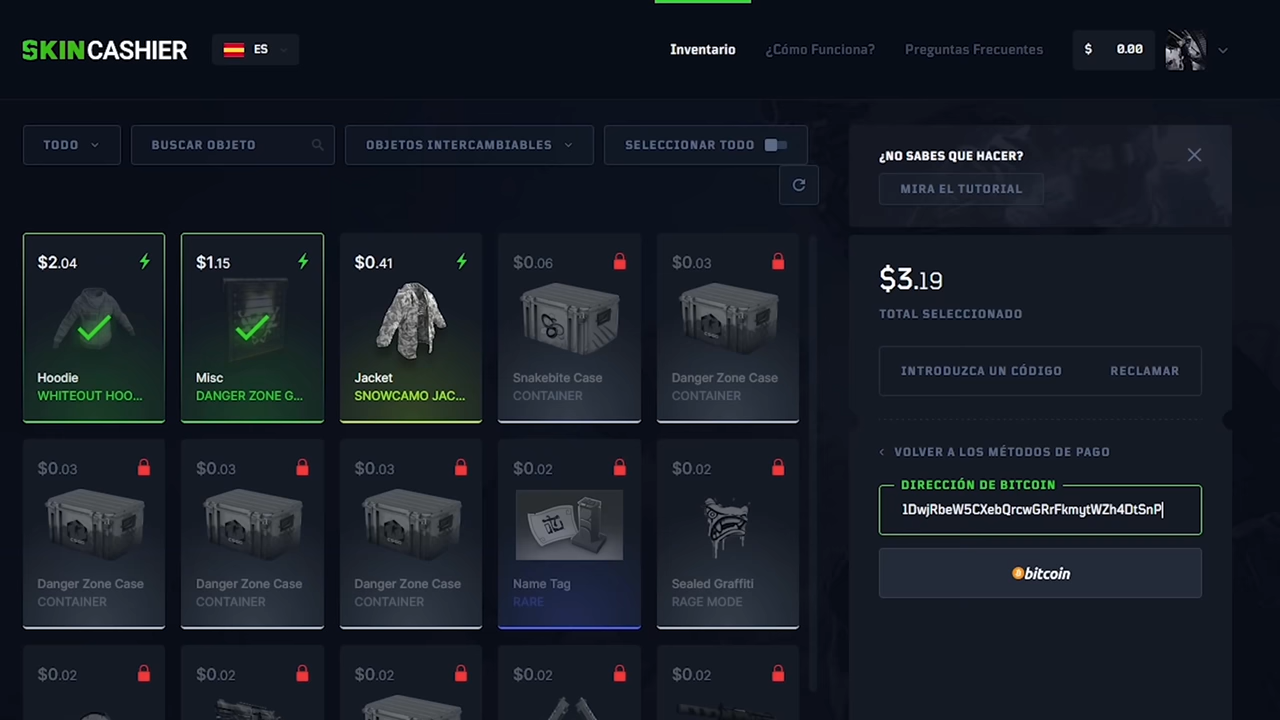 SKINCASHIER
ES
Inventario
¿Cómo Funciona?
Preguntas Frecuentes
$ 0.00
TODO
BUSCAR OBJETO
OBJETOS INTERCAMBIABLES
SELECCIONAR TODO
¿NO SABES QUE HACER?
MIRA EL TUTORIAL
$2.04
Hoodie
WHITEOUT HOO...
$1.15
Misc
DANGER ZONE G...
$0.41
Jacket
SNOWCAMO JAC...
$0.06
Snakebite Case
CONTAINER
$0.03
Danger Zone Case
CONTAINER
$0.03
Danger Zone Case
CONTAINER
$0.03
Danger Zone Case
CONTAINER
$0.03
Danger Zone Case
CONTAINER
$0.02
Name Tag
RARE
$0.02
Sealed Graffiti
RAGE MODE
$0.02
$0.02
$0.02
$0.02
$0.02
$3.19
TOTAL SELECCIONADO
INTRODUZCA UN CÓDIGO
RECLAMAR
VOLVER A LOS MÉTODOS DE PAGO
DIRECCIÓN DE BITCOIN
1DwjRbeW5CXebQrcwGRrFkmytWZh4DtSnP
bitcoin